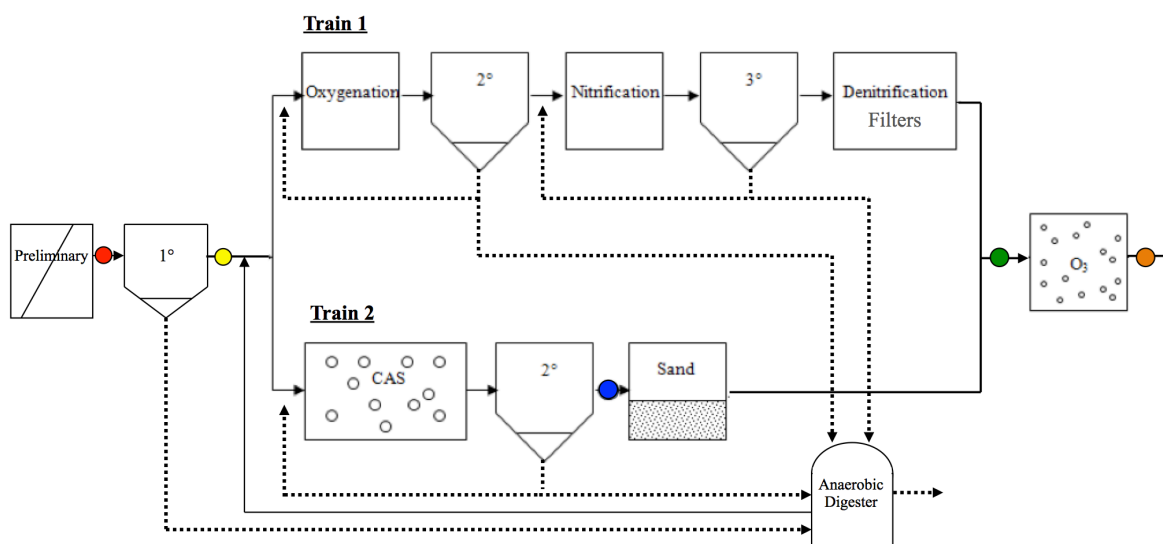 Train 1
Oxygenation
2°
Nitrification
3°
Denitrification
Filters
Preliminary
1°
O₃
Train 2
CAS
2°
Sand
Anaerobic
Digester